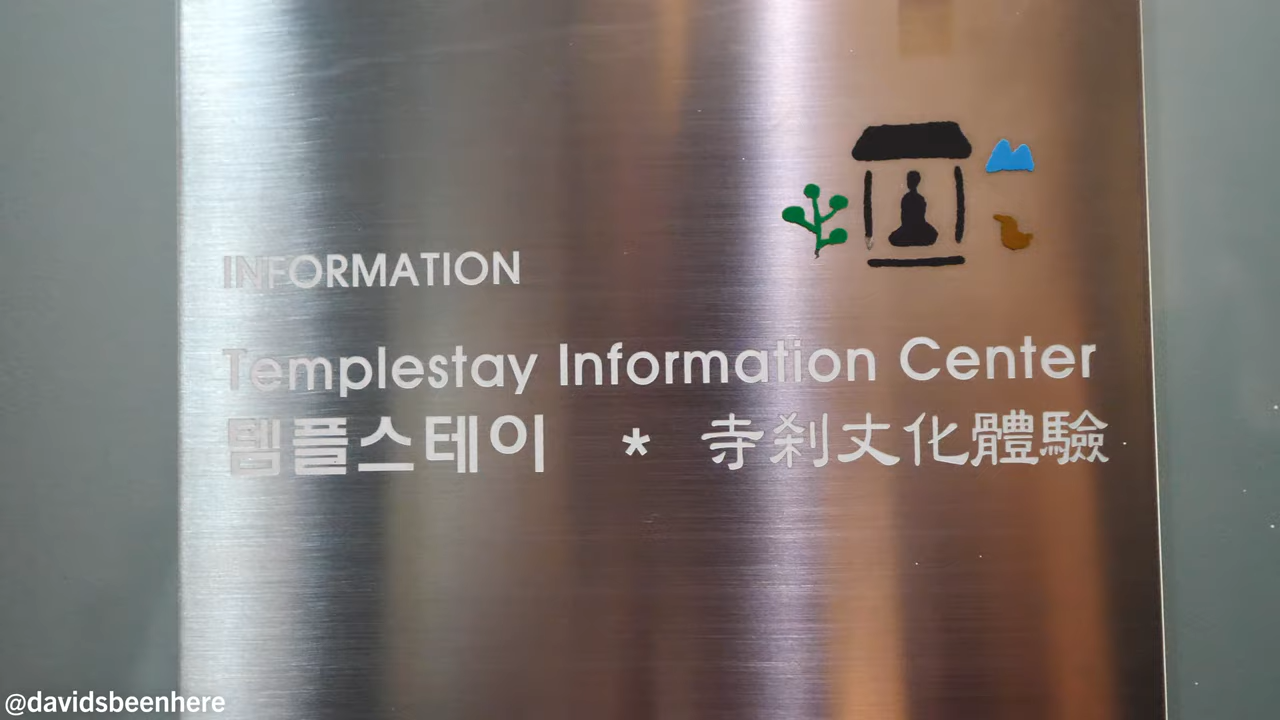 INFORMATION
Templestay Information Center
템플스테이 * 寺刹文化體驗
@davidsbeenhere